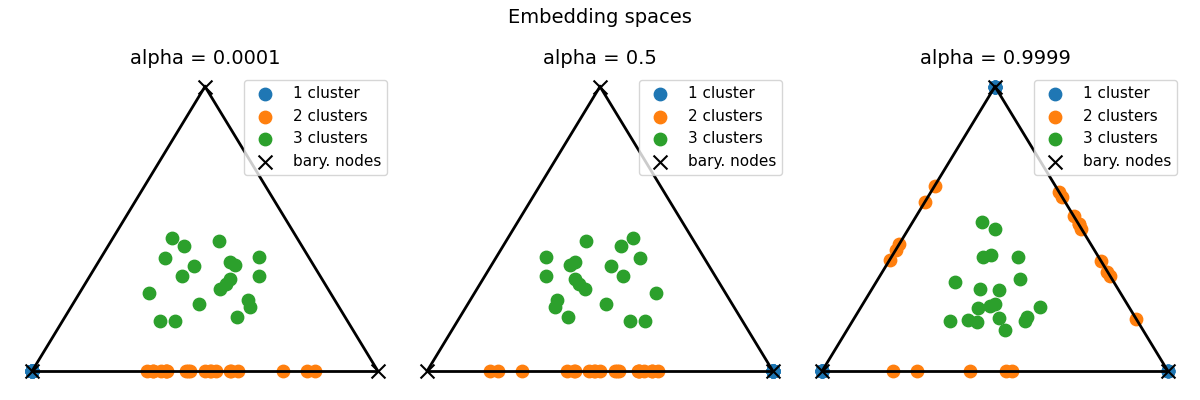 Embedding spaces
alpha = 0.0001
1 cluster
2 clusters
3 clusters
bary. nodes
alpha = 0.5
1 cluster
2 clusters
3 clusters
bary. nodes
alpha = 0.9999
1 cluster
2 clusters
3 clusters
bary. nodes